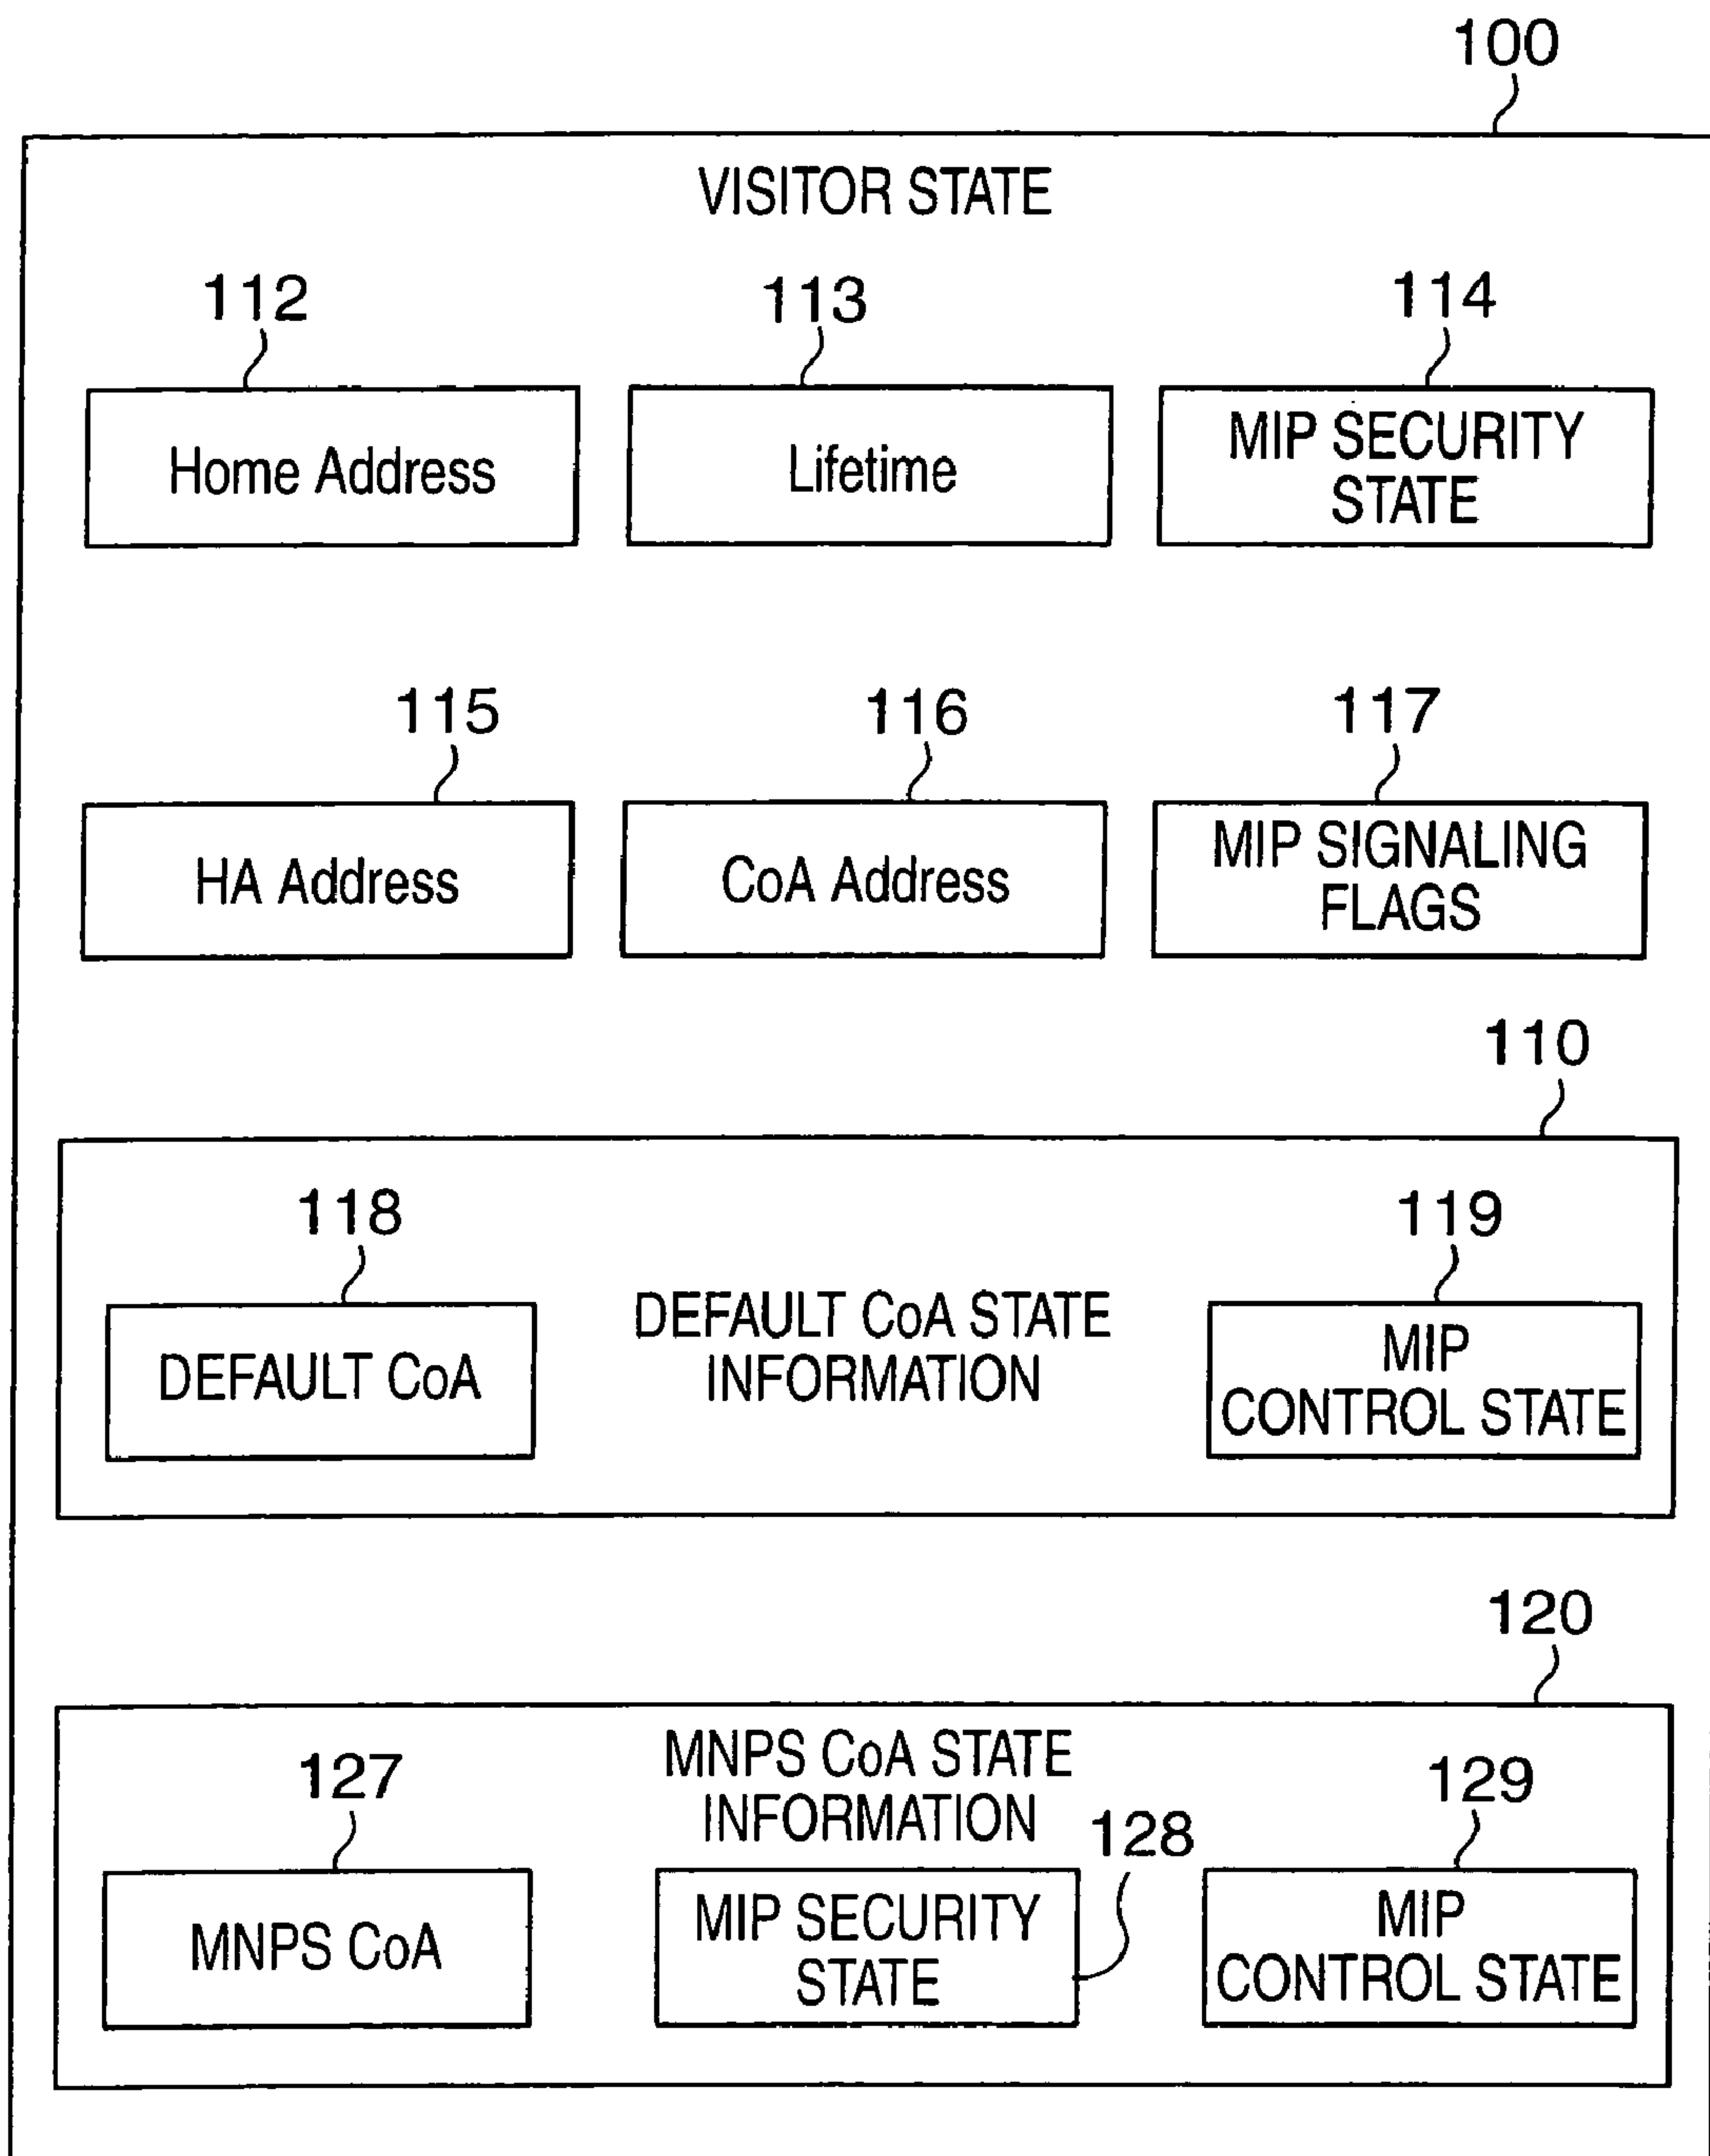 100
VISITOR STATE
112
113
114
Home Address
Lifetime
MIP SECURITY
STATE
115
116
117
HA Address
CoA Address
MIP SIGNALING
FLAGS
110
118
119
DEFAULT CoA
DEFAULT CoA STATE
INFORMATION
MIP
CONTROL STATE
120
MNPS CoA STATE
INFORMATION
127
128
129
MNPS CoA
MIP SECURITY
STATE
MIP
CONTROL STATE